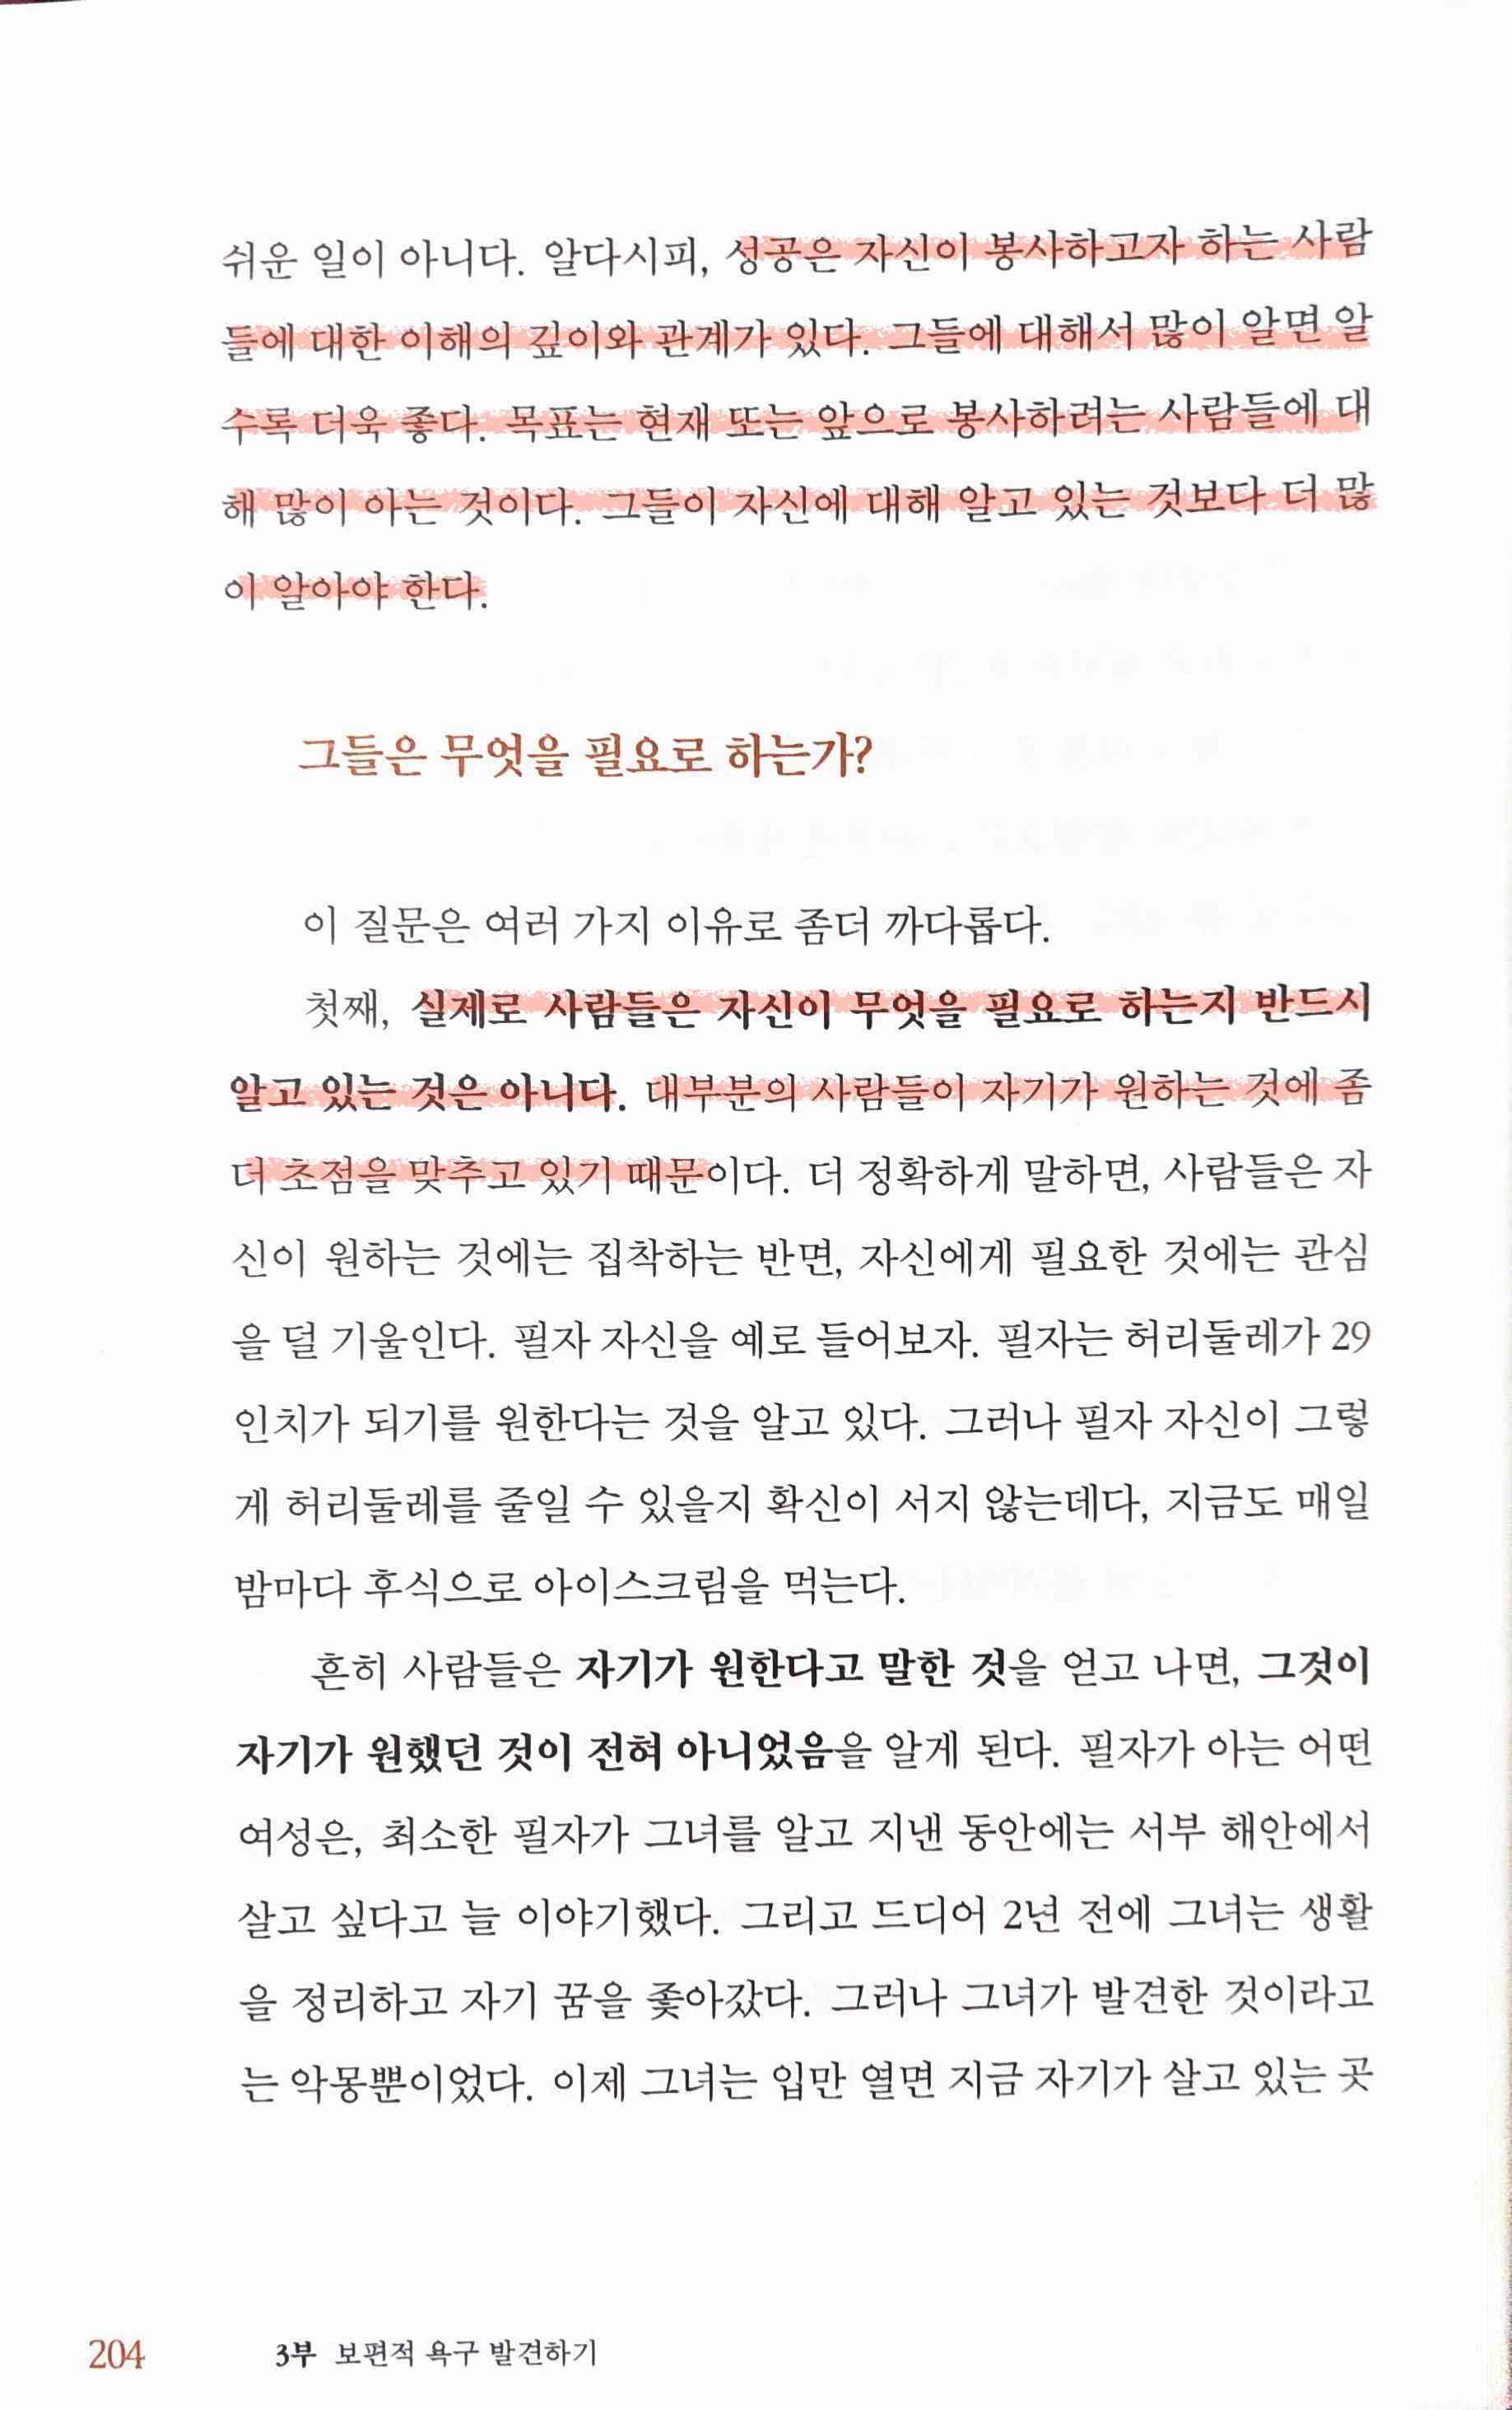 쉬운 일이 아니다. 알다시피, 성공은 자신이 봉사하고자 하는 사람
들에 대한 이해의 깊이와 관계가 있다. 그들에 대해서 많이 알면 알
수록 더욱 좋다. 목표는 현재 또는 앞으로 봉사하려는 사람들에 대
해 많이 아는 것이다. 그들이 자신에 대해 알고 있는 것보다 더 많
이 알아야 한다.
그들은 무엇을 필요로 하는가?
이 질문은 여러 가지 이유로 좀더 까다롭다.
첫째, 실제로 사람들은 자신이 무엇을 필요로 하는지 반드시
알고 있는 것은 아니다. 대부분의 사람들이 자기가 원하는 것에 좀
더 초점을 맞추고 있기 때문이다. 더 정확하게 말하면, 사람들은 자
신이 원하는 것에는 집착하는 반면, 자신에게 필요한 것에는 관심
을 덜 기울인다. 필자 자신을 예로 들어보자. 필자는 허리둘레가 29
인치가 되기를 원한다는 것을 알고 있다. 그러나 필자 자신이 그렇
게 허리둘레를 줄일 수 있을지 확신이 서지 않는데다, 지금도 매일
밤마다 후식으로 아이스크림을 먹는다.
흔히 사람들은 자기가 원한다고 말한 것을 얻고 나면, 그것이
자기가 원했던 것이 전혀 아니었음을 알게 된다. 필자가 아는 어떤
여성은, 최소한 필자가 그녀를 알고 지낸 동안에는 서부 해안에서
살고 싶다고 늘 이야기했다. 그리고 드디어 2년 전에 그녀는 생활
을 정리하고 자기 꿈을 좇아갔다. 그러나 그녀가 발견한 것이라고
는 악몽뿐이었다. 이제 그녀는 입만 열면 지금 자기가 살고 있는 곳
204 3부 보편적 욕구 발견하기